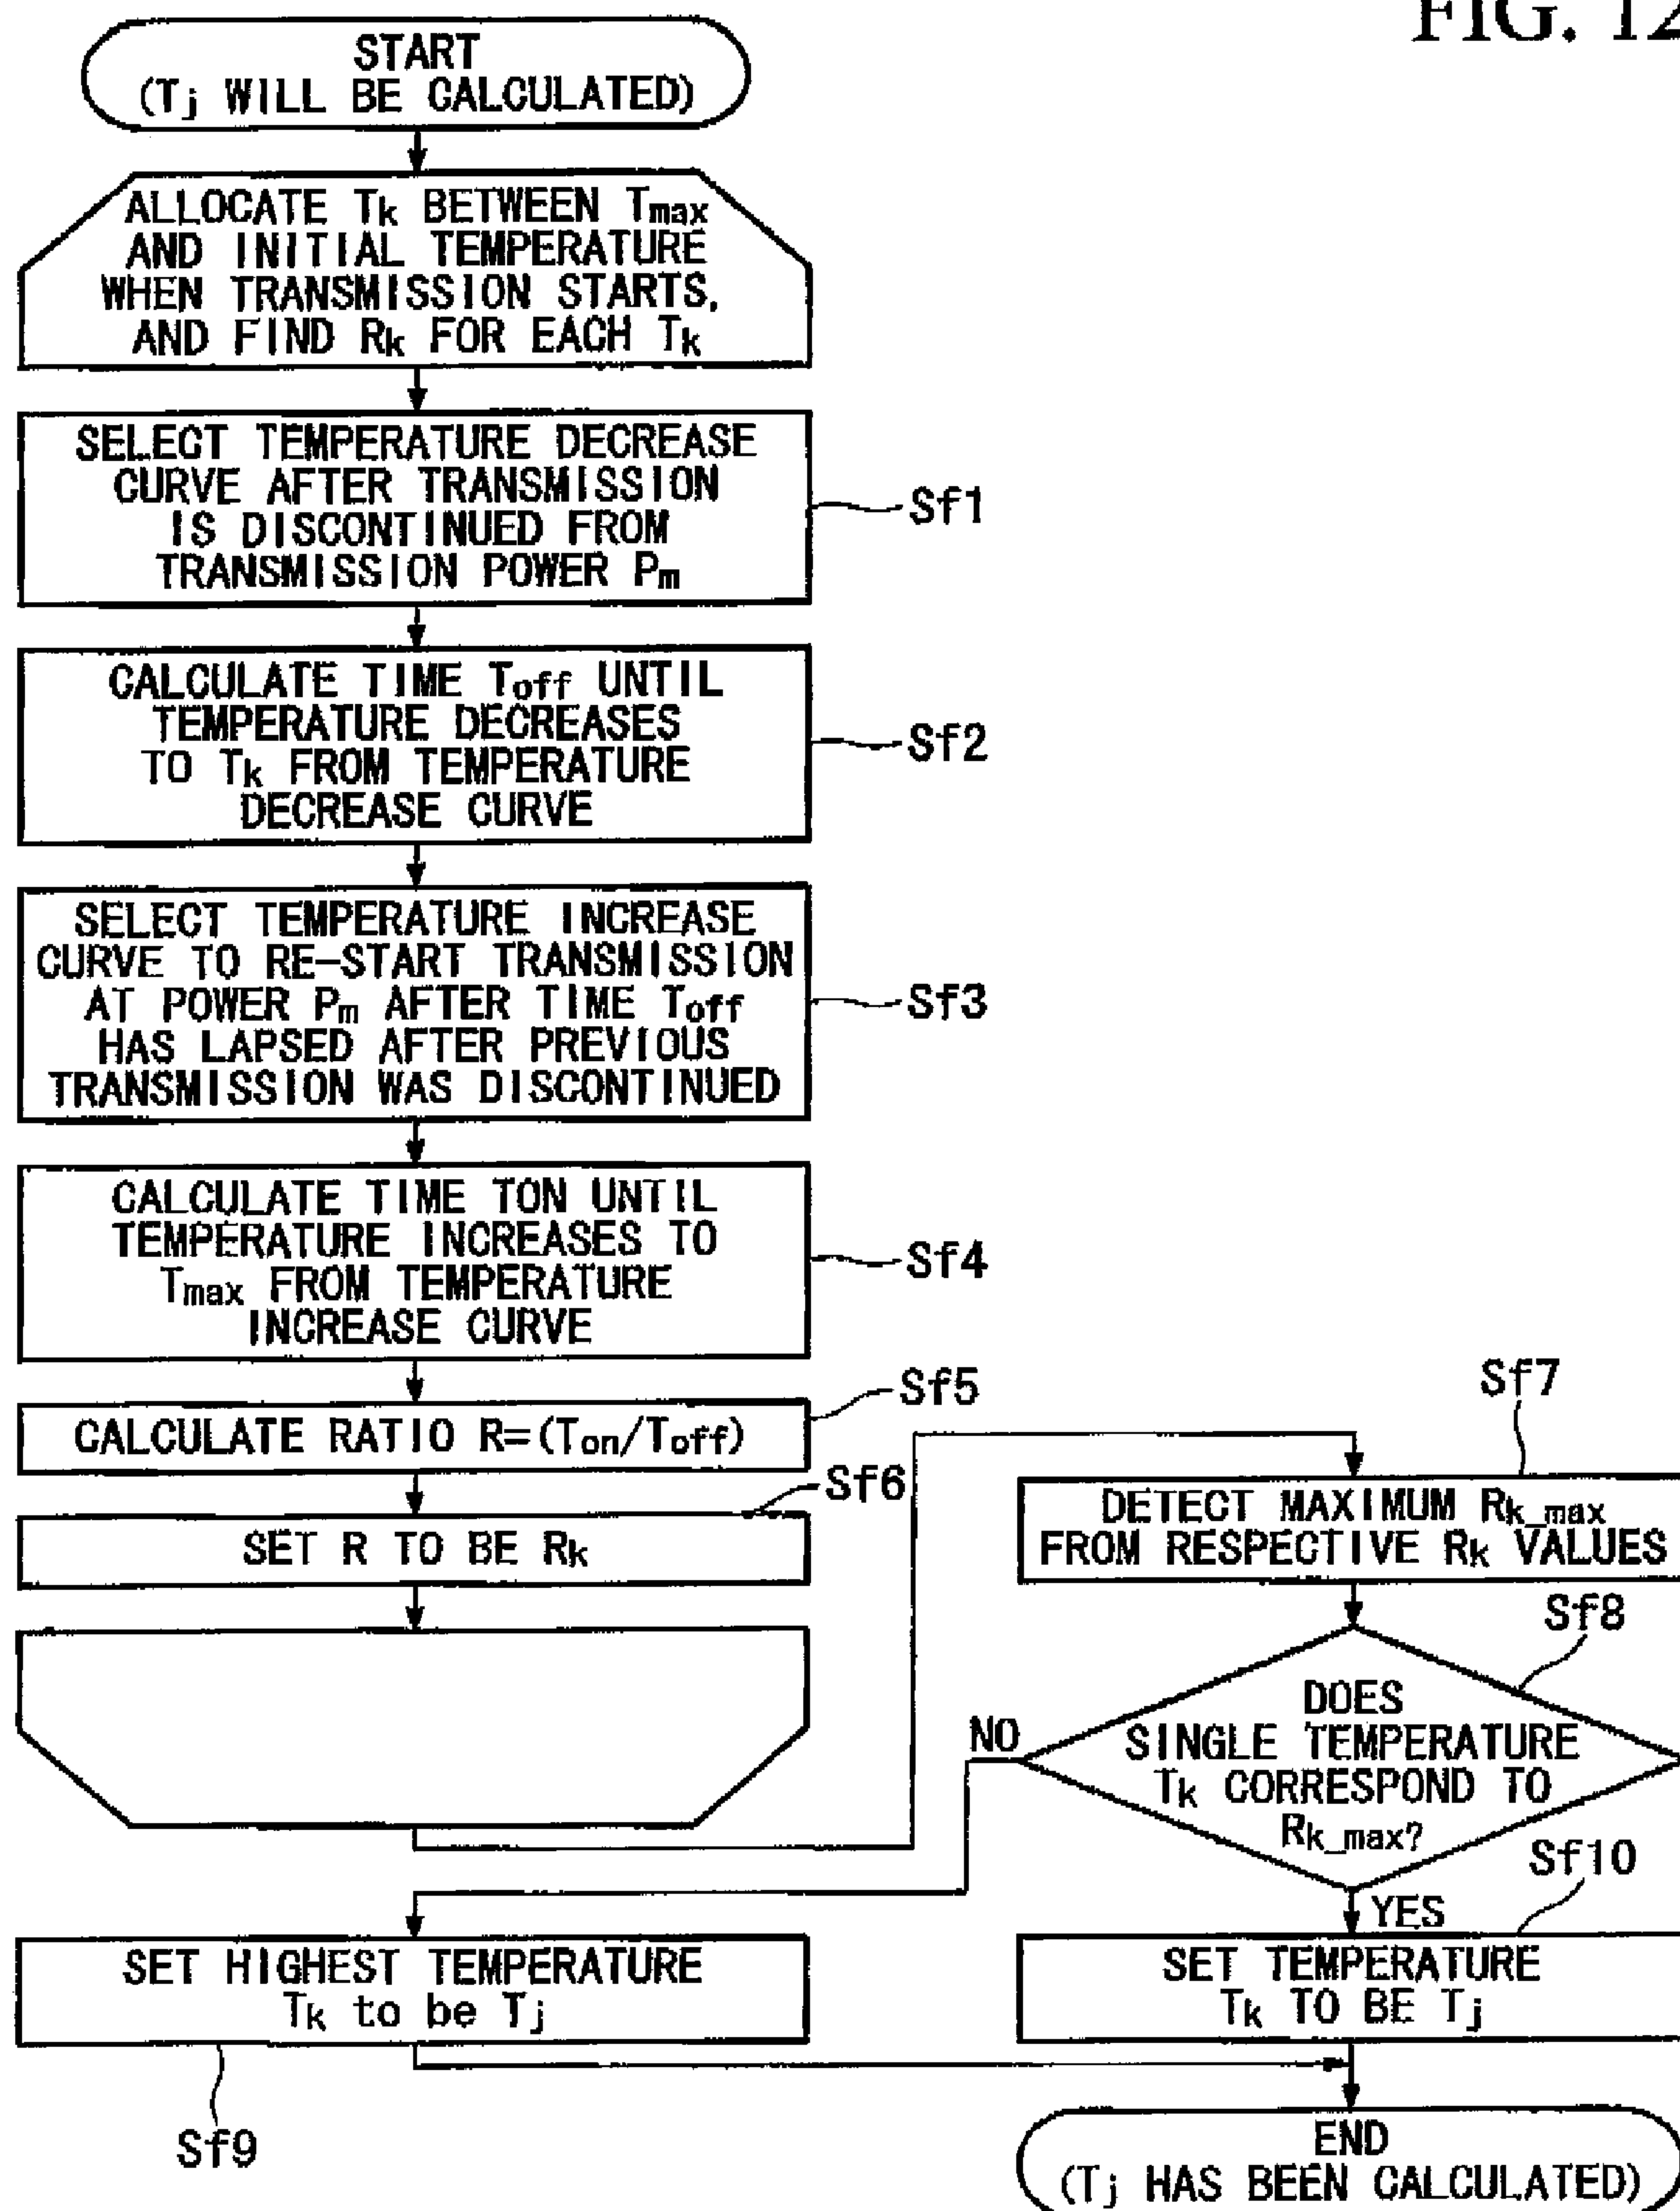 FIG. 12
START
(Tj WILL BE CALCULATED)
ALLOCATE Tk BETWEEN Tmax
AND INITIAL TEMPERATURE
WHEN TRANSMISSION STARTS,
AND FIND Rk FOR EACH Tk
SELECT TEMPERATURE DECREASE
CURVE AFTER TRANSMISSION
IS DISCONTINUED FROM
TRANSMISSION POWER Pm
Sf1
CALCULATE TIME Toff UNTIL
TEMPERATURE DECREASES
TO Tk FROM TEMPERATURE
DECREASE CURVE
Sf2
SELECT TEMPERATURE INCREASE
CURVE TO RE-START TRANSMISSION
AT POWER Pm AFTER TIME Toff
HAS LAPSED AFTER PREVIOUS
TRANSMISSION WAS DISCONTINUED
Sf3
CALCULATE TIME TON UNTIL
TEMPERATURE INCREASES TO
Tmax FROM TEMPERATURE
INCREASE CURVE
Sf4
CALCULATE RATIO R=(Ton/Toff)
Sf5
SET R TO BE Rk
Sf6
Sf7
DETECT MAXIMUM Rk_max
FROM RESPECTIVE Rk VALUES
Sf8
DOES
SINGLE TEMPERATURE
Tk CORRESPOND TO
Rk_max?
NO
YES
SET HIGHEST TEMPERATURE
Tk to be Tj
Sf9
Sf10
SET TEMPERATURE
Tk TO BE Tj
END
(Tj HAS BEEN CALCULATED)